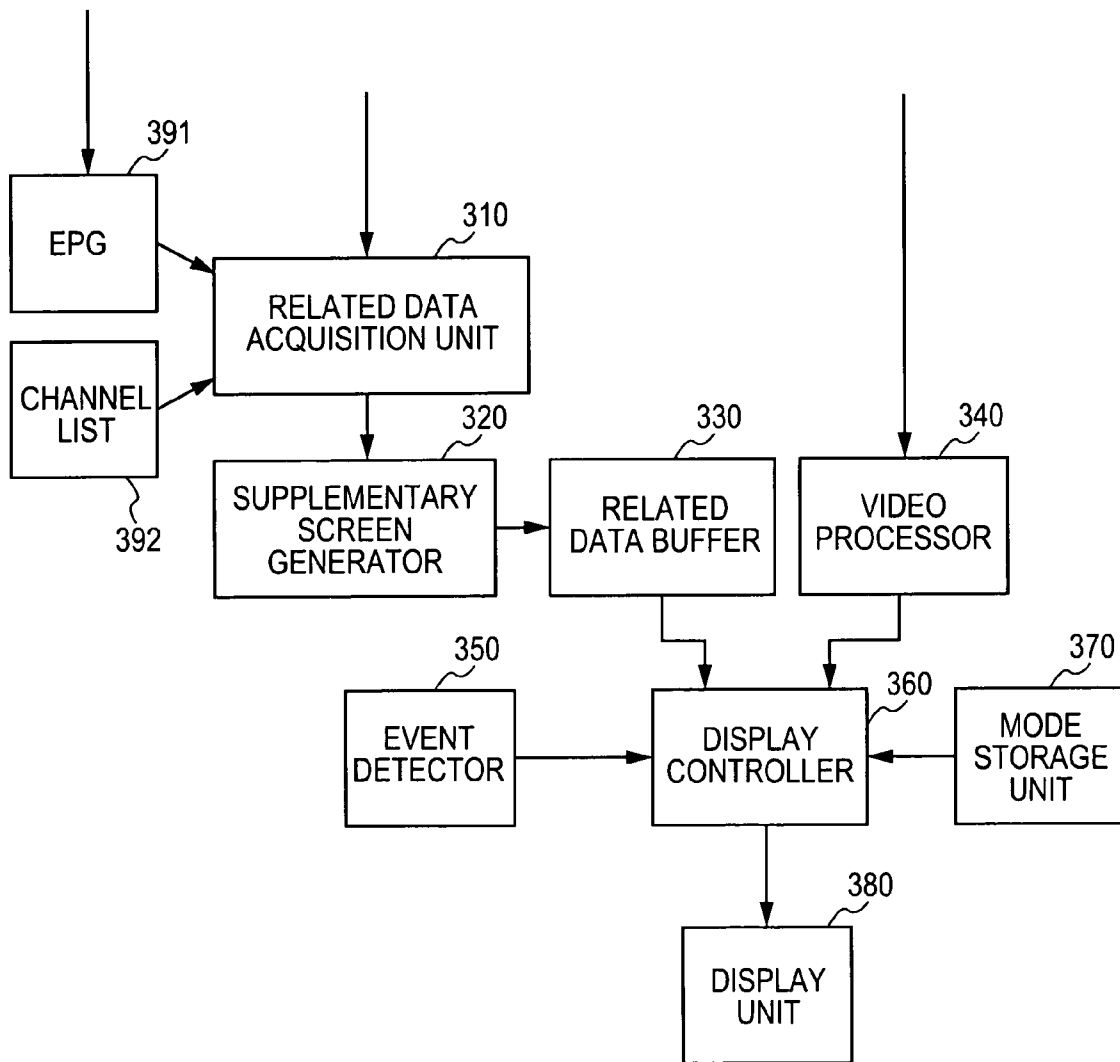 391
EPG
310
RELATED DATA
ACQUISITION UNIT
CHANNEL
LIST
392
320
SUPPLEMENTARY
SCREEN
GENERATOR
330
RELATED
DATA BUFFER
340
VIDEO
PROCESSOR
350
EVENT
DETECTOR
360
DISPLAY
CONTROLLER
370
MODE
STORAGE
UNIT
380
DISPLAY
UNIT